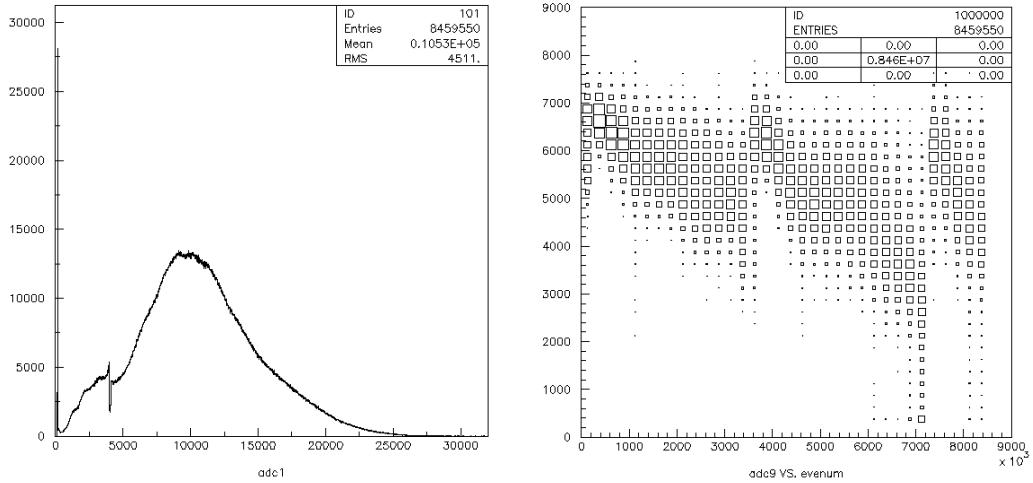 ID 101
Entries 8459550
Mean 0.1053E+05
RMS 4511.
30000
25000
20000
15000
10000
5000
0
0 5000 10000 15000 20000 25000 30000
adc1
ID 1000000
ENTRIES 8459550
0.00 0.00 0.00
0.00 0.846E+07 0.00
0.00 0.00 0.00
9000
8000
7000
6000
5000
4000
3000
2000
1000
0
0 1000 2000 3000 4000 5000 6000 7000 8000 9000
x 10³
adc9 VS. evenum